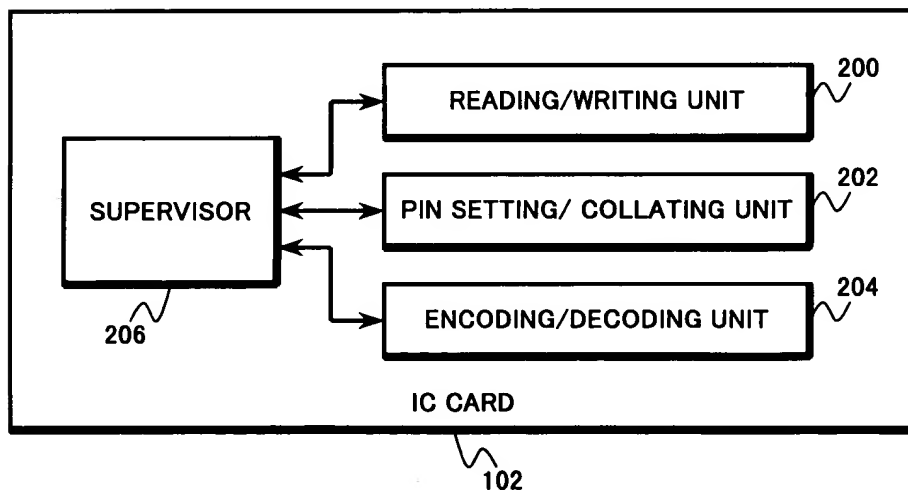 200
READING/WRITING UNIT
202
SUPERVISOR
PIN SETTING/ COLLATING UNIT
204
206
ENCODING/DECODING UNIT
IC CARD
102